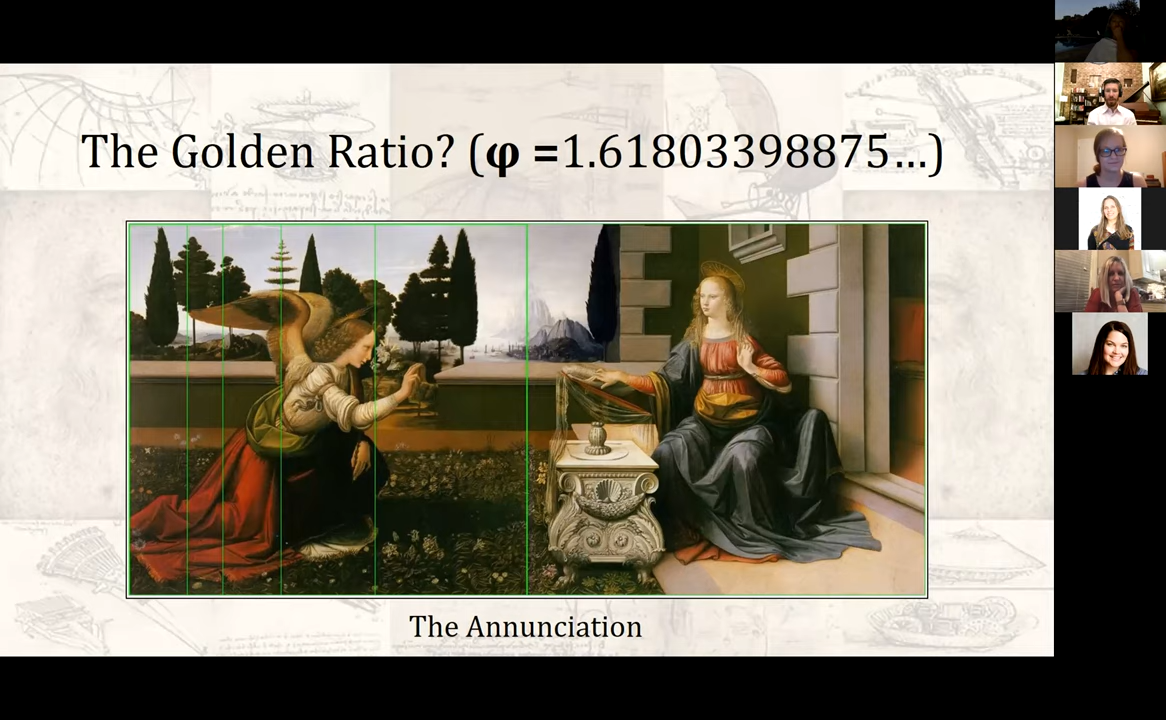 The Golden Ratio? (φ =1.61803398875...)
The Annunciation